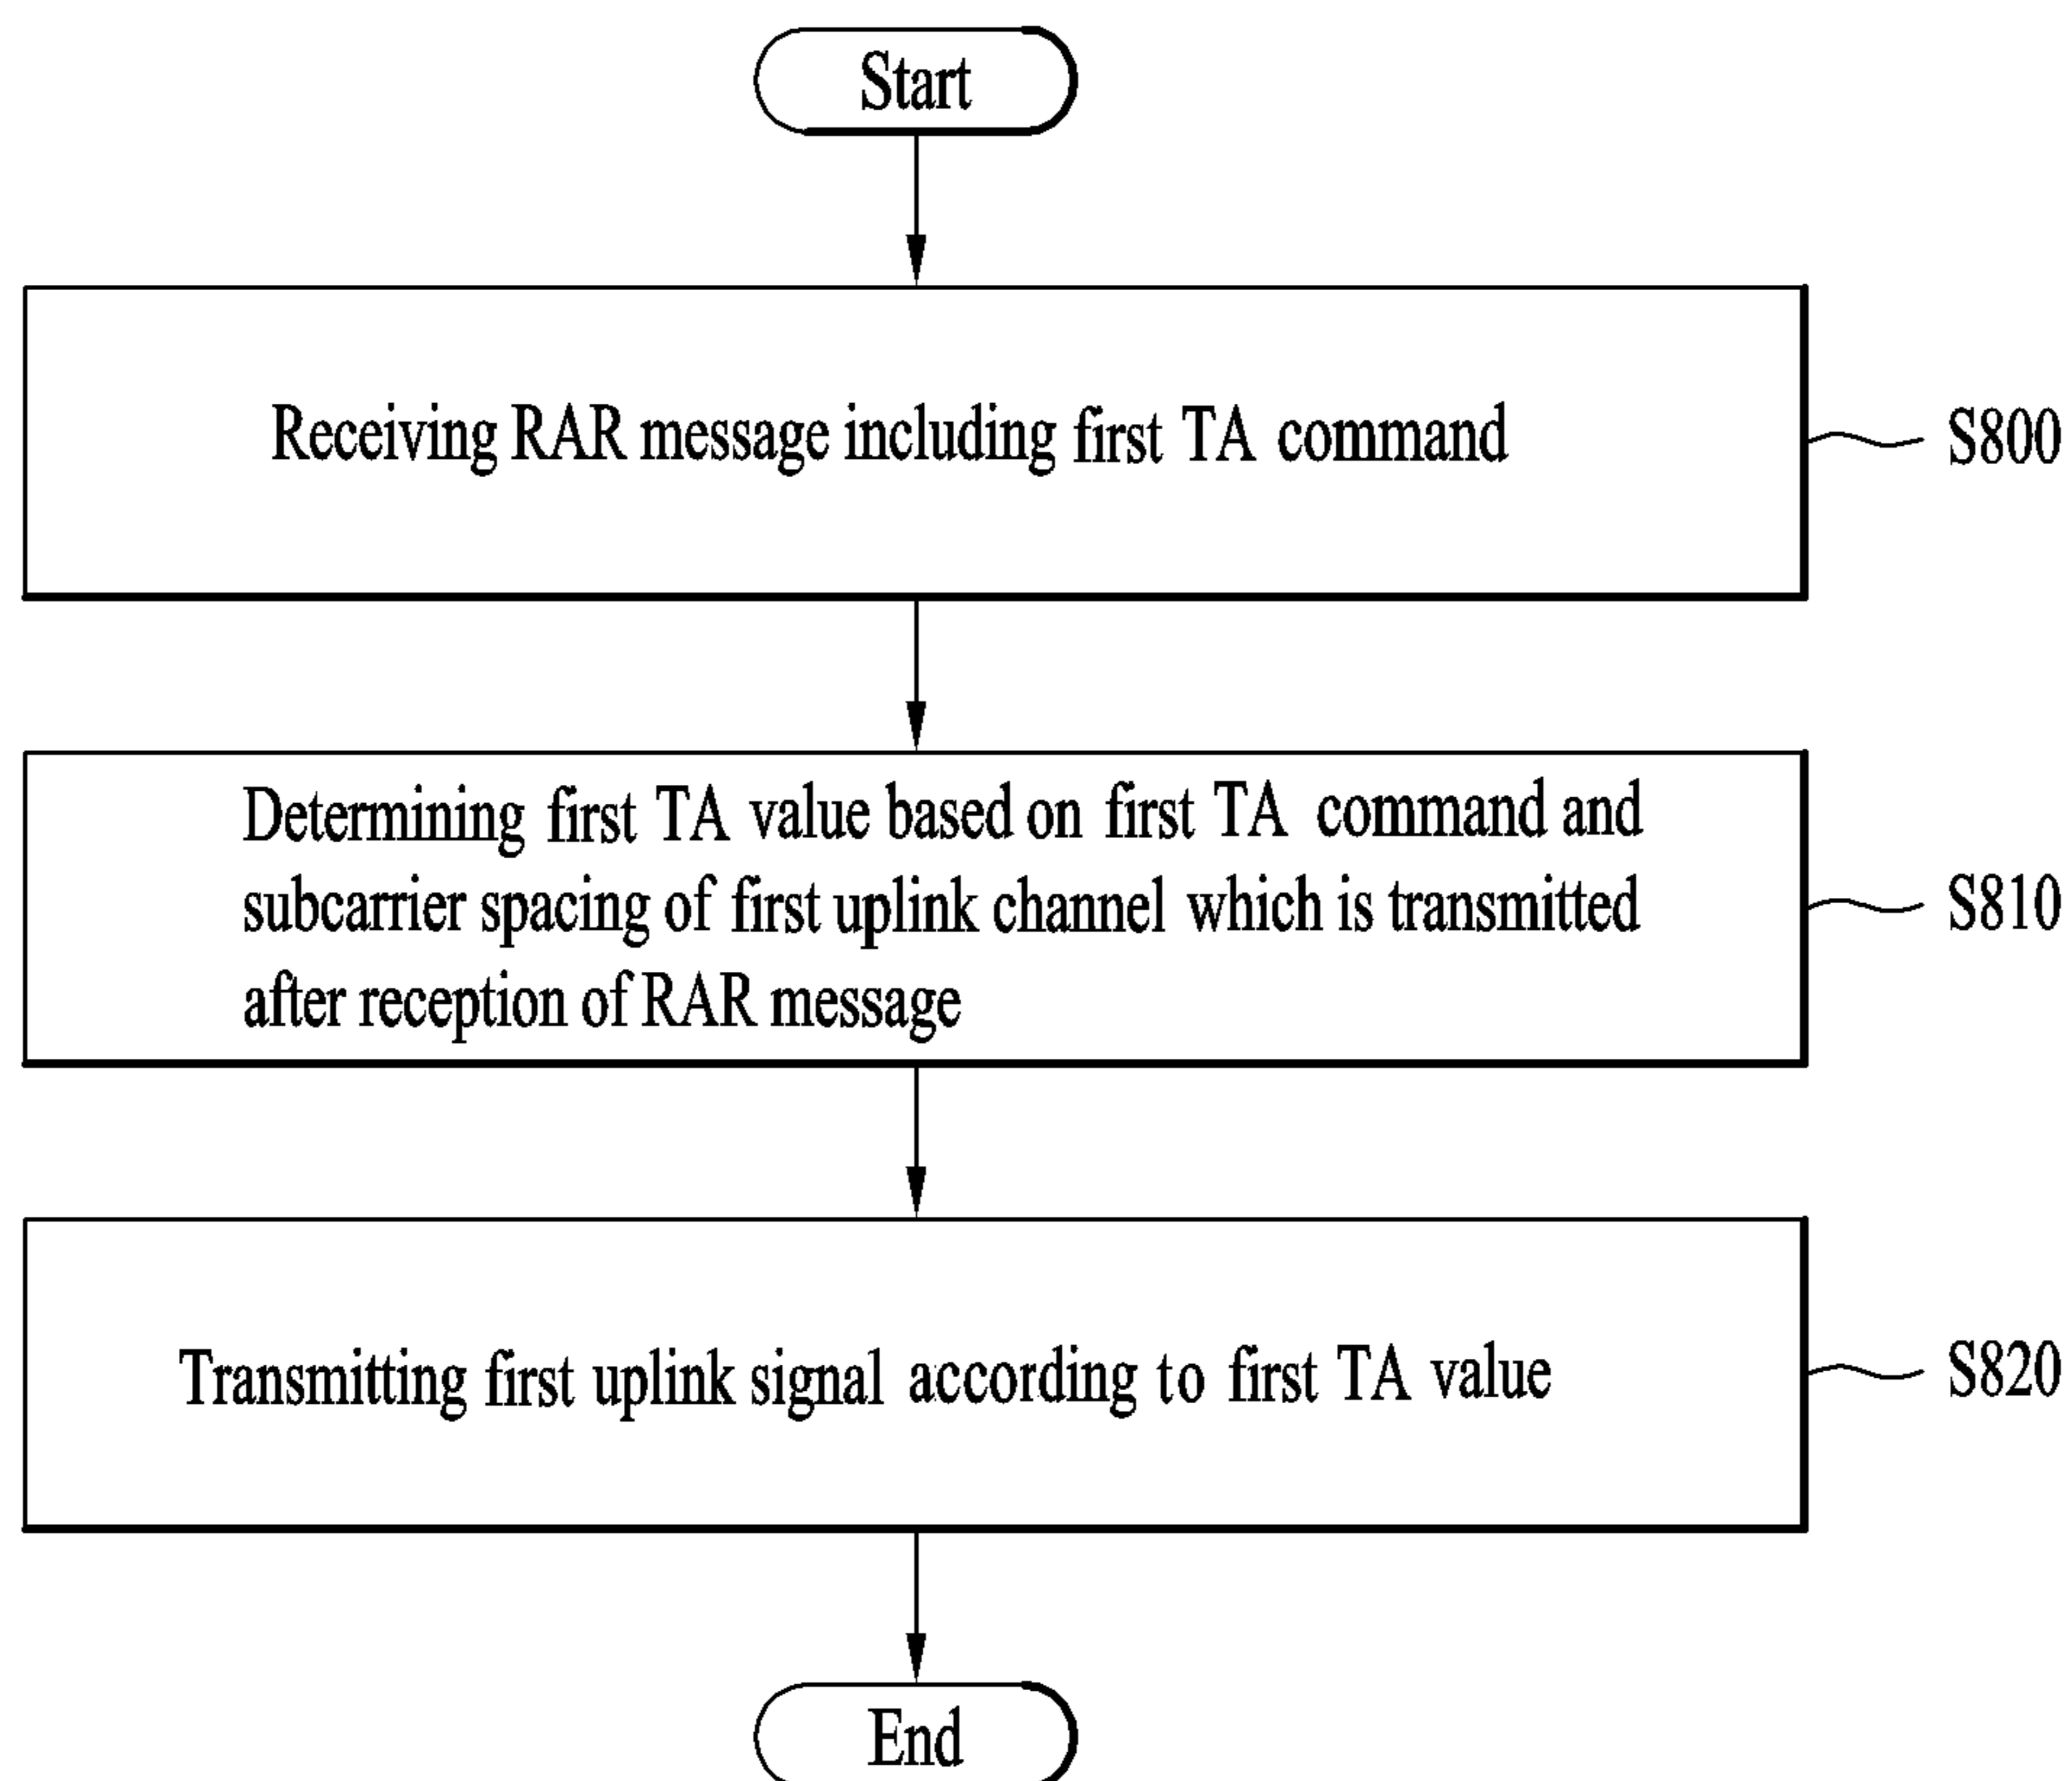 Start
Receiving RAR message including first TA command
S800
Determining first TA value based on first TA command and
subcarrier spacing of first uplink channel which is transmitted
after reception of RAR message
S810
Transmitting first uplink signal according to first TA value
S820
End